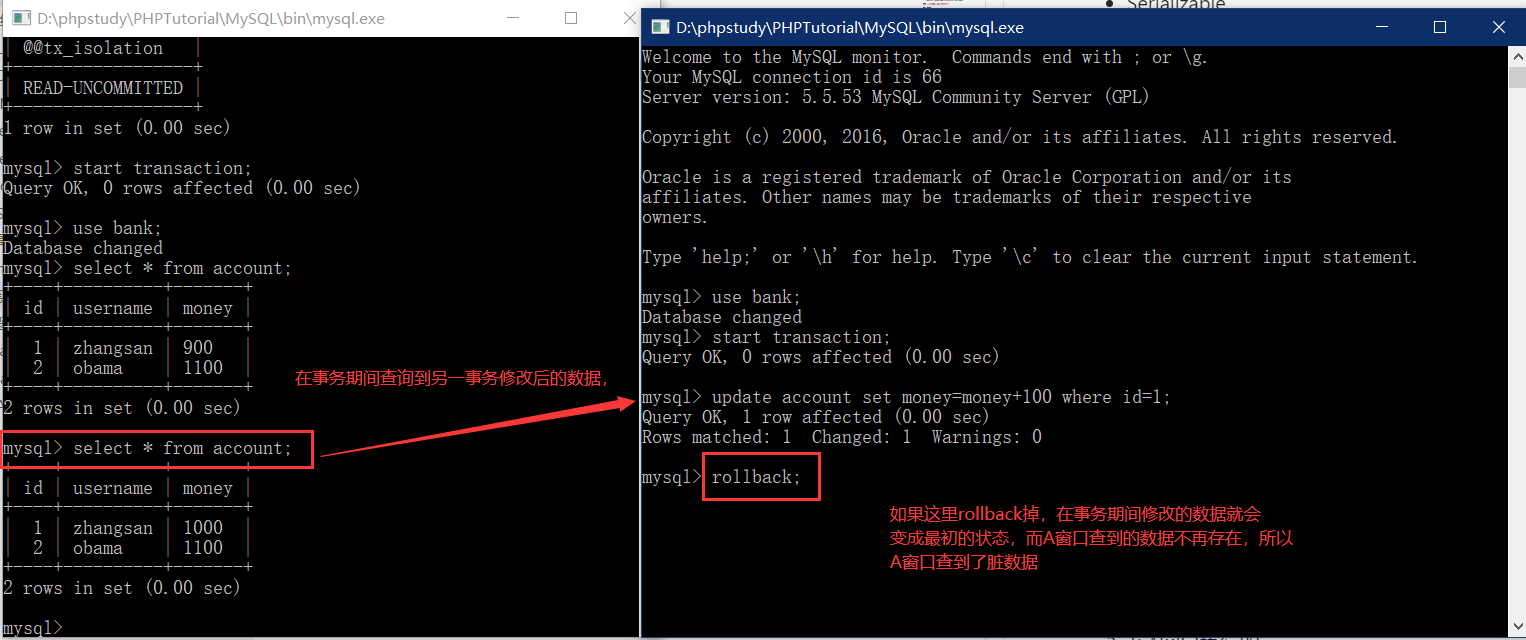 Serializable
D:\phpstudy\PHPTutorial\MySQL\bin\mysql.exe
| @@tx_isolation   |
+------------------+
| READ-UNCOMMITTED |
+------------------+
1 row in set (0.00 sec)
mysql> start transaction;
Query OK, 0 rows affected (0.00 sec)
mysql> use bank;
Database changed
mysql> select * from account;
+----+----------+-------+
| id | username | money |
+----+----------+-------+
|  1 | zhangsan | 900   |
|  2 | obama    | 1100  |
+----+----------+-------+
2 rows in set (0.00 sec)
mysql> select * from account;
+----+----------+-------+
| id | username | money |
+----+----------+-------+
|  1 | zhangsan | 1000  |
|  2 | obama    | 1100  |
+----+----------+-------+
2 rows in set (0.00 sec)
mysql>
在事务期间查询到另一事务修改后的数据,
D:\phpstudy\PHPTutorial\MySQL\bin\mysql.exe
Welcome to the MySQL monitor.  Commands end with ; or \g.
Your MySQL connection id is 66
Server version: 5.5.53 MySQL Community Server (GPL)
Copyright (c) 2000, 2016, Oracle and/or its affiliates. All rights reserved.
Oracle is a registered trademark of Oracle Corporation and/or its
affiliates. Other names may be trademarks of their respective
owners.
Type 'help;' or '\h' for help. Type '\c' to clear the current input statement.
mysql> use bank;
Database changed
mysql> start transaction;
Query OK, 0 rows affected (0.00 sec)
mysql> update account set money=money+100 where id=1;
Query OK, 1 row affected (0.00 sec)
Rows matched: 1  Changed: 1  Warnings: 0
mysql> rollback;
如果这里rollback掉，在事务期间修改的数据就会
变成最初的状态，而A窗口查到的数据不再存在，所以
A窗口查到了脏数据